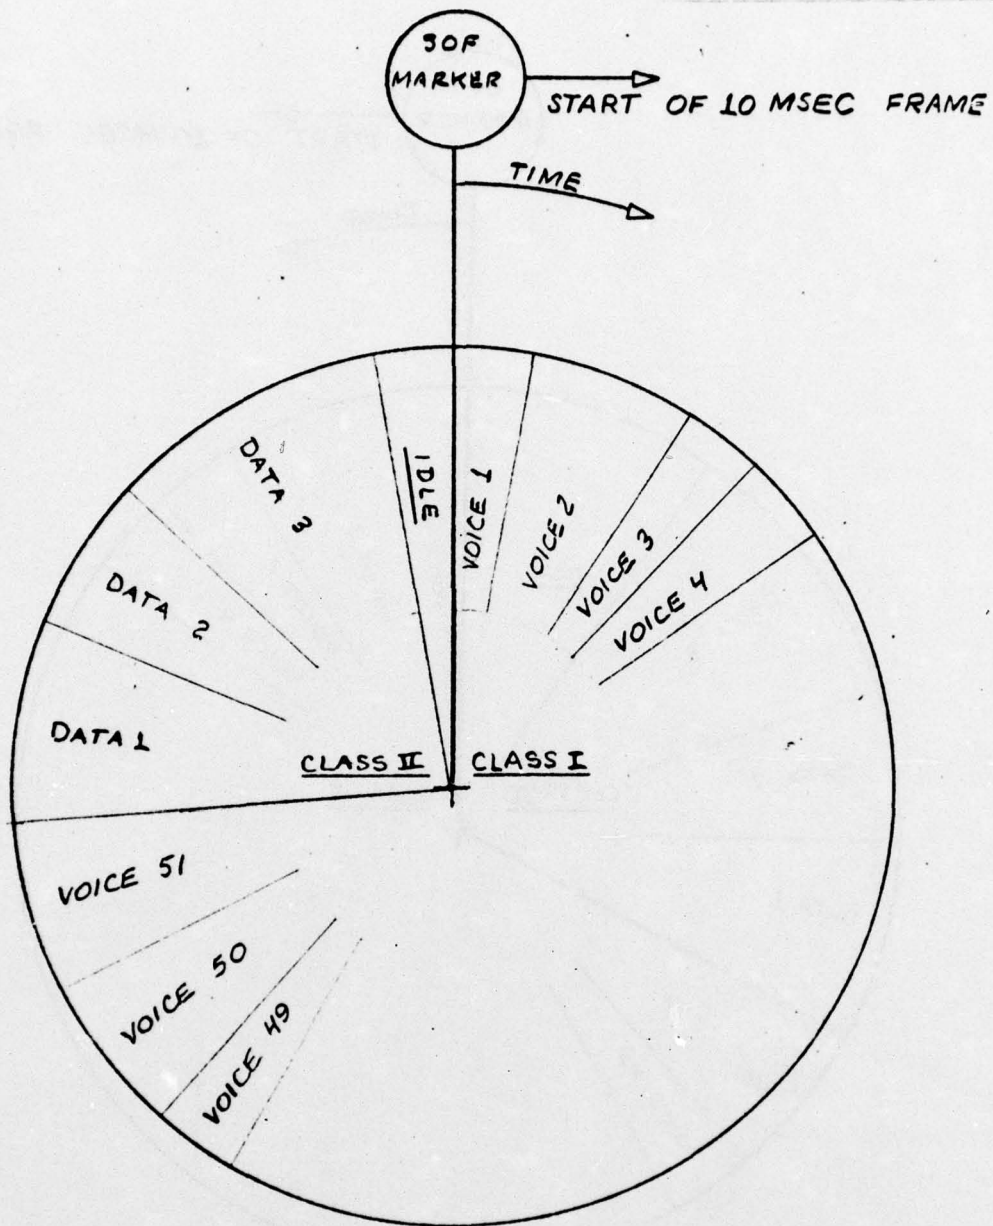 SOF
MARKER
START OF 10 MSEC FRAME
TIME
IDLE
VOICE 1
VOICE 2
VOICE 3
VOICE 4
DATA 3
DATA 2
DATA 1
CLASS II
CLASS I
VOICE 51
VOICE 50
VOICE 49